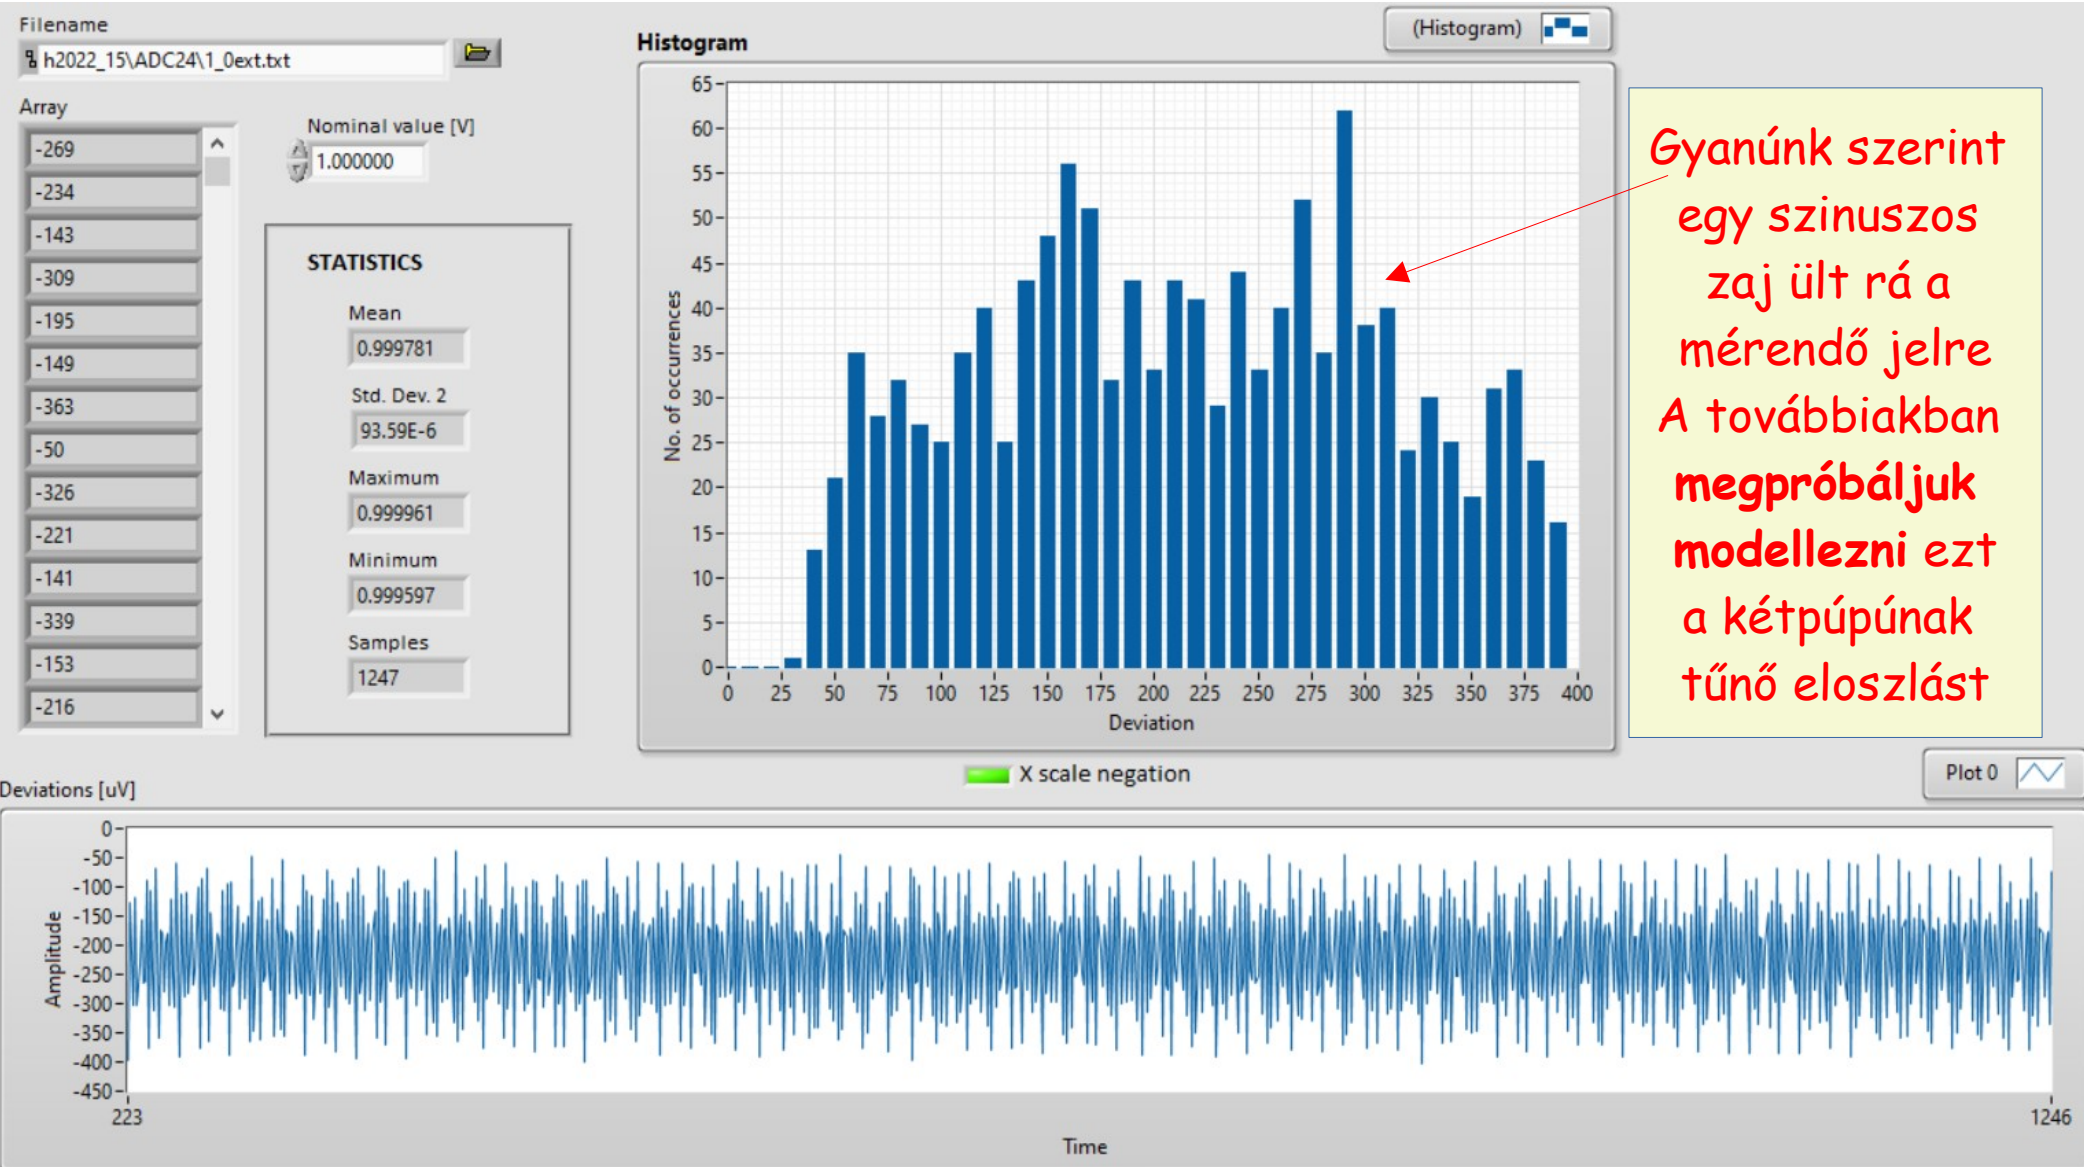 Filename
h2022_15\ADC24\1_0ext.txt
Array
-269
-234
-143
-309
-195
-149
-363
-50
-326
-221
-141
-339
-153
-216
Nominal value [V]
1.000000
STATISTICS
Mean
0.999781
Std. Dev. 2
93.59E-6
Maximum
0.999961
Minimum
0.999597
Samples
1247
Histogram
(Histogram)
No. of occurrences
65
60
55
50
45
40
35
30
25
20
15
10
5
0
0 25 50 75 100 125 150 175 200 225 250 275 300 325 350 375 400
Deviation
X scale negation
Gyanúnk szerint
egy szinuszos
zaj ült rá a
mérendő jelre
A továbbiakban
megpróbáljuk
modellezni ezt
a kétpúpúnak
tűnő eloszlást
Plot 0
Deviations [uV]
Amplitude
0
-50
-100
-150
-200
-250
-300
-350
-400
-450
223 1246
Time